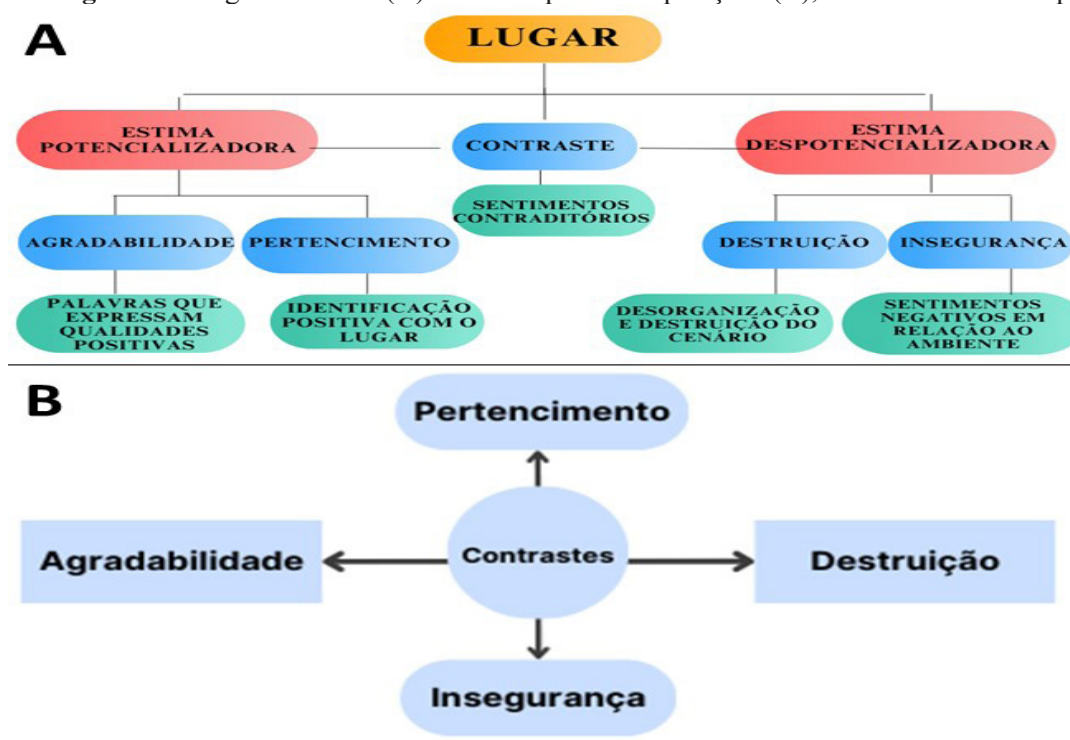 A
LUGAR
ESTIMA
POTENCIALIZADORA
CONTRASTE
ESTIMA
DESPOTENCIALIZADORA
SENTIMENTOS
CONTRADITÓRIOS
AGRADABILIDADE
PERTENCIMENTO
DESTRUIÇÃO
INSEGURANÇA
PALAVRAS QUE
EXPRESSAM
QUALIDADES
POSITIVAS
IDENTIFICAÇÃO
POSITIVA COM O
LUGAR
DESORGANIZAÇÃO
E DESTRUIÇÃO DO
CENÁRIO
SENTIMENTOS
NEGATIVOS EM
RELAÇÃO AO
AMBIENTE
B
Pertencimento
Agradabilidade
Contrastes
Destruição
Insegurança